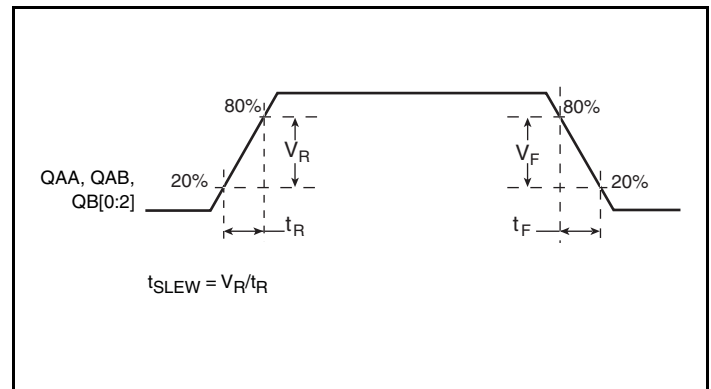 80% 80%
V_R V_F
QAA, QAB,
QB[0:2]
20% 20%
t_R t_F
t_SLEW = V_R/t_R